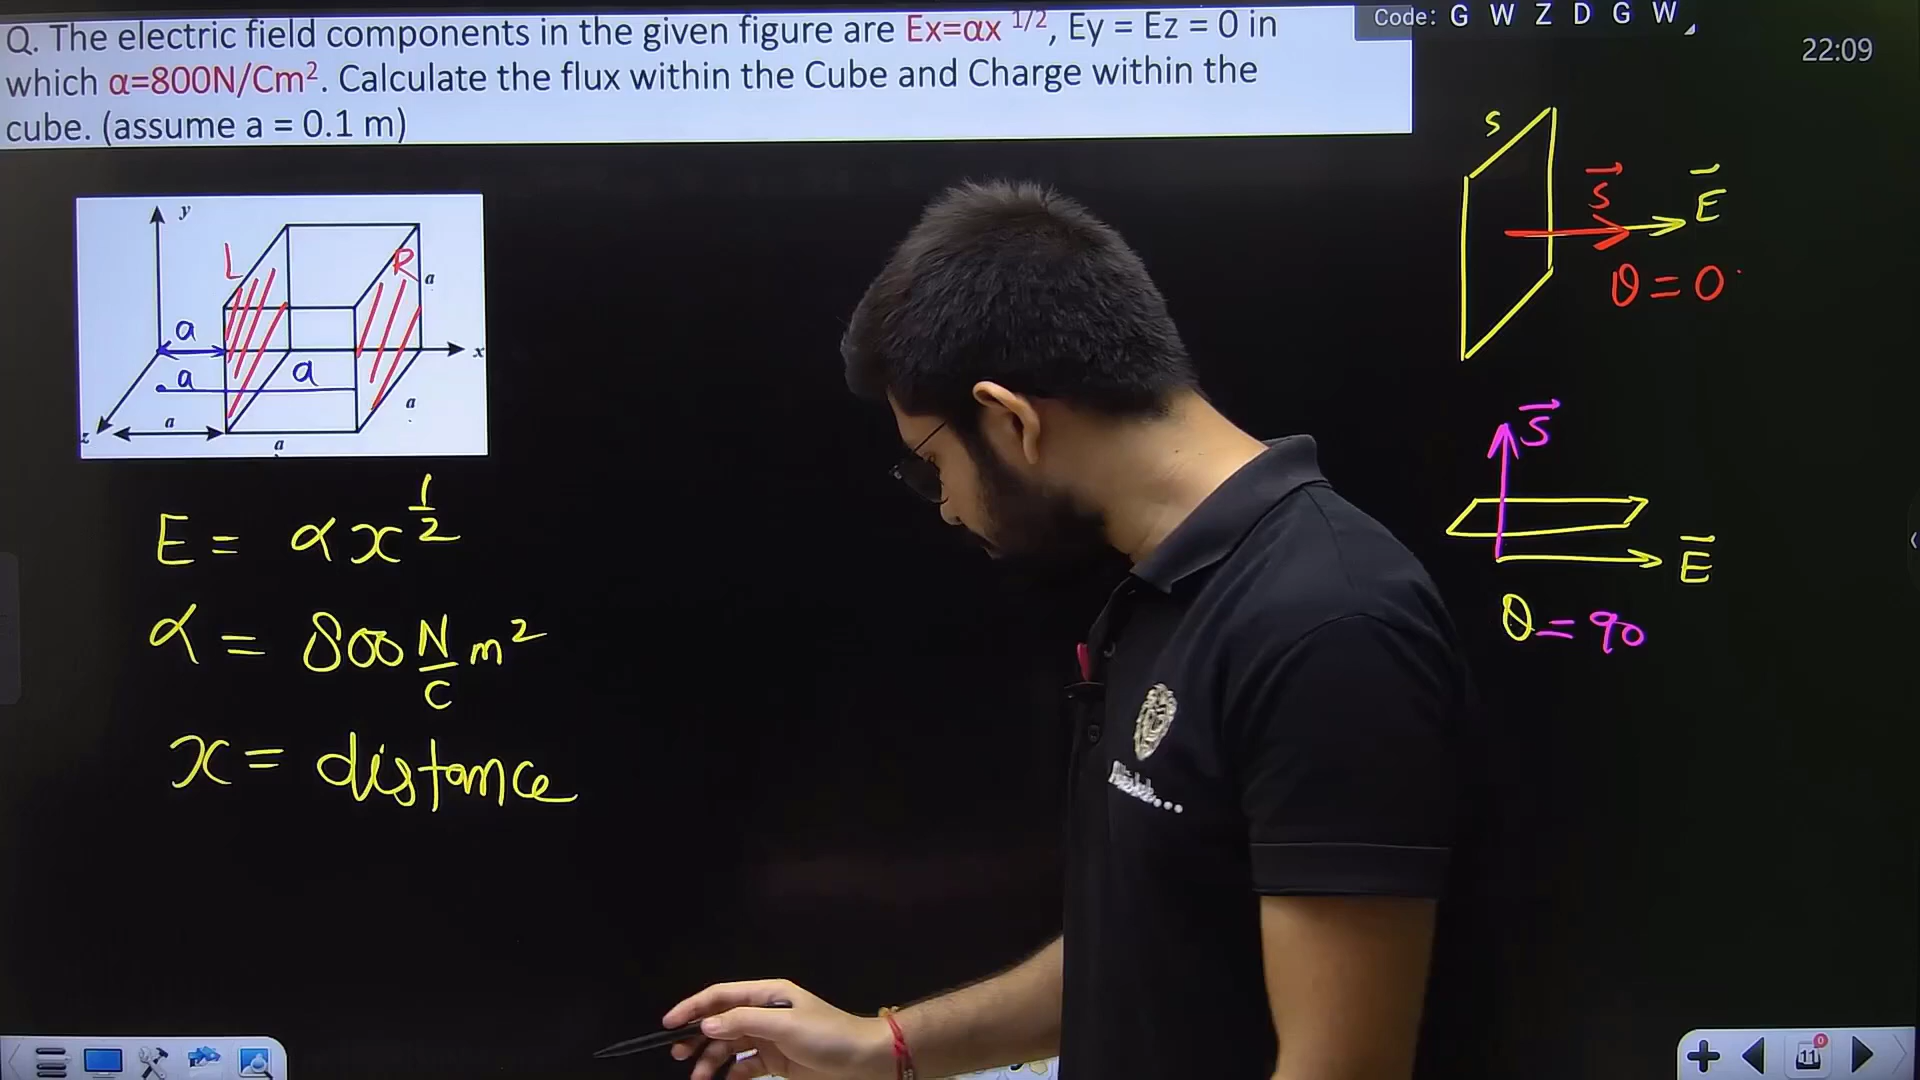 Q. The electric field components in the given figure are Ex=αx 1/2, Ey = Ez = 0 in
which α=800N/Cm². Calculate the flux within the Cube and Charge within the
cube. (assume a = 0.1 m)
Code: G W Z D G W
22:09
y
L
R
a
a
x
a
a
a
z
a
a
E = αx^1/2
α = 800 N/C m²
x = distance
S
S
E
θ = 0
S
E
θ = 90
11
0